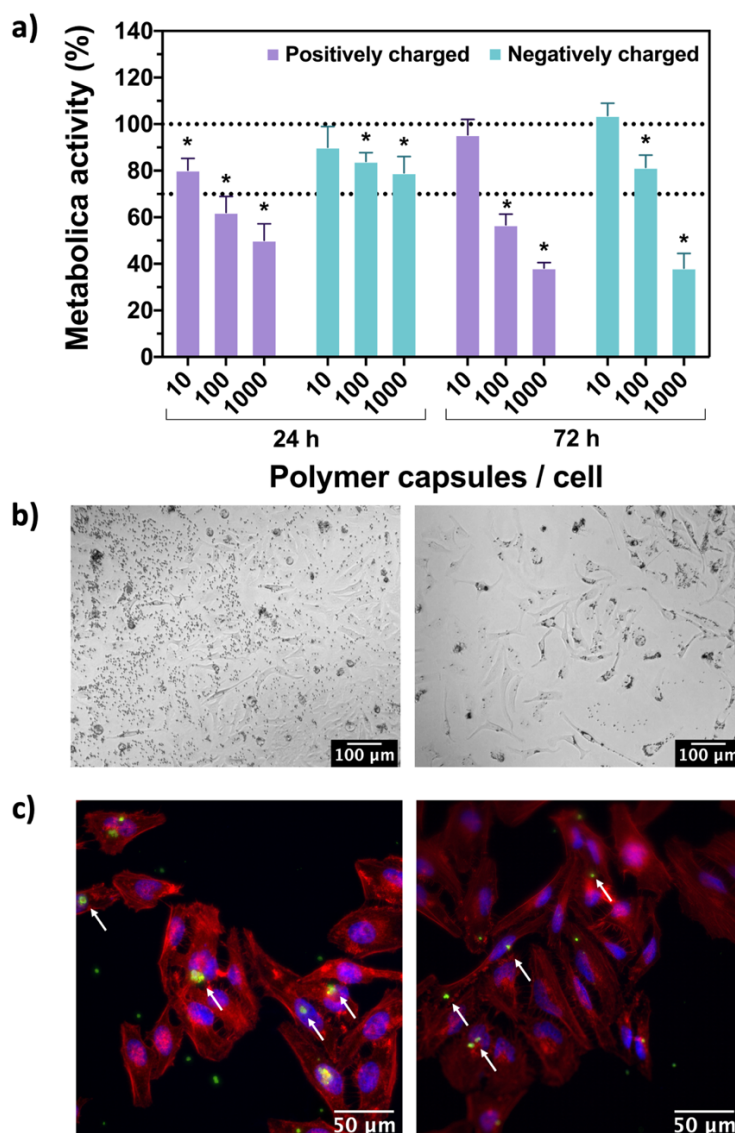 a)
Metabolica activity (%)
140
120
100
80
60
40
20
0
Positively charged
Negatively charged
* * * * * * * * *
10 100 1000 10 100 1000 10 100 1000 10 100 1000
24 h 72 h
Polymer capsules / cell
b)
100 µm 100 µm
c)
50 µm 50 µm